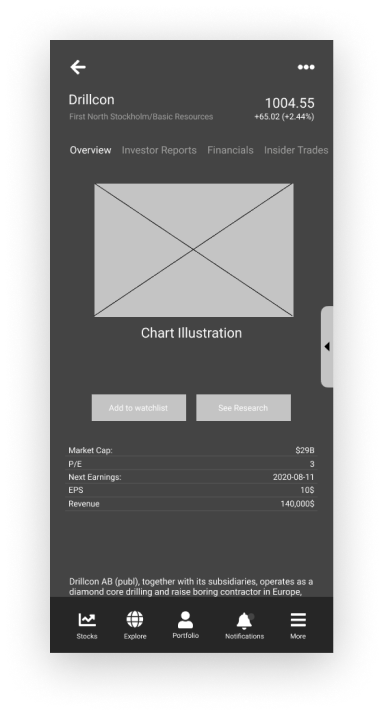 Drillcon
1004.55
First North Stockholm/Basic Resources
+65.02 (+2.44%)
Overview Investor Reports Financials Insider Trades
Chart Illustration
Add to watchlist See Research
Market Cap: $29B
P/E 3
Next Earnings: 2020-08-11
EPS 10$
Revenue 140,000$
Drillcon AB (publ), together with its subsidiaries, operates as a
diamond core drilling and raise boring contractor in Europe,
Stocks Explore Portfolio Notifications More